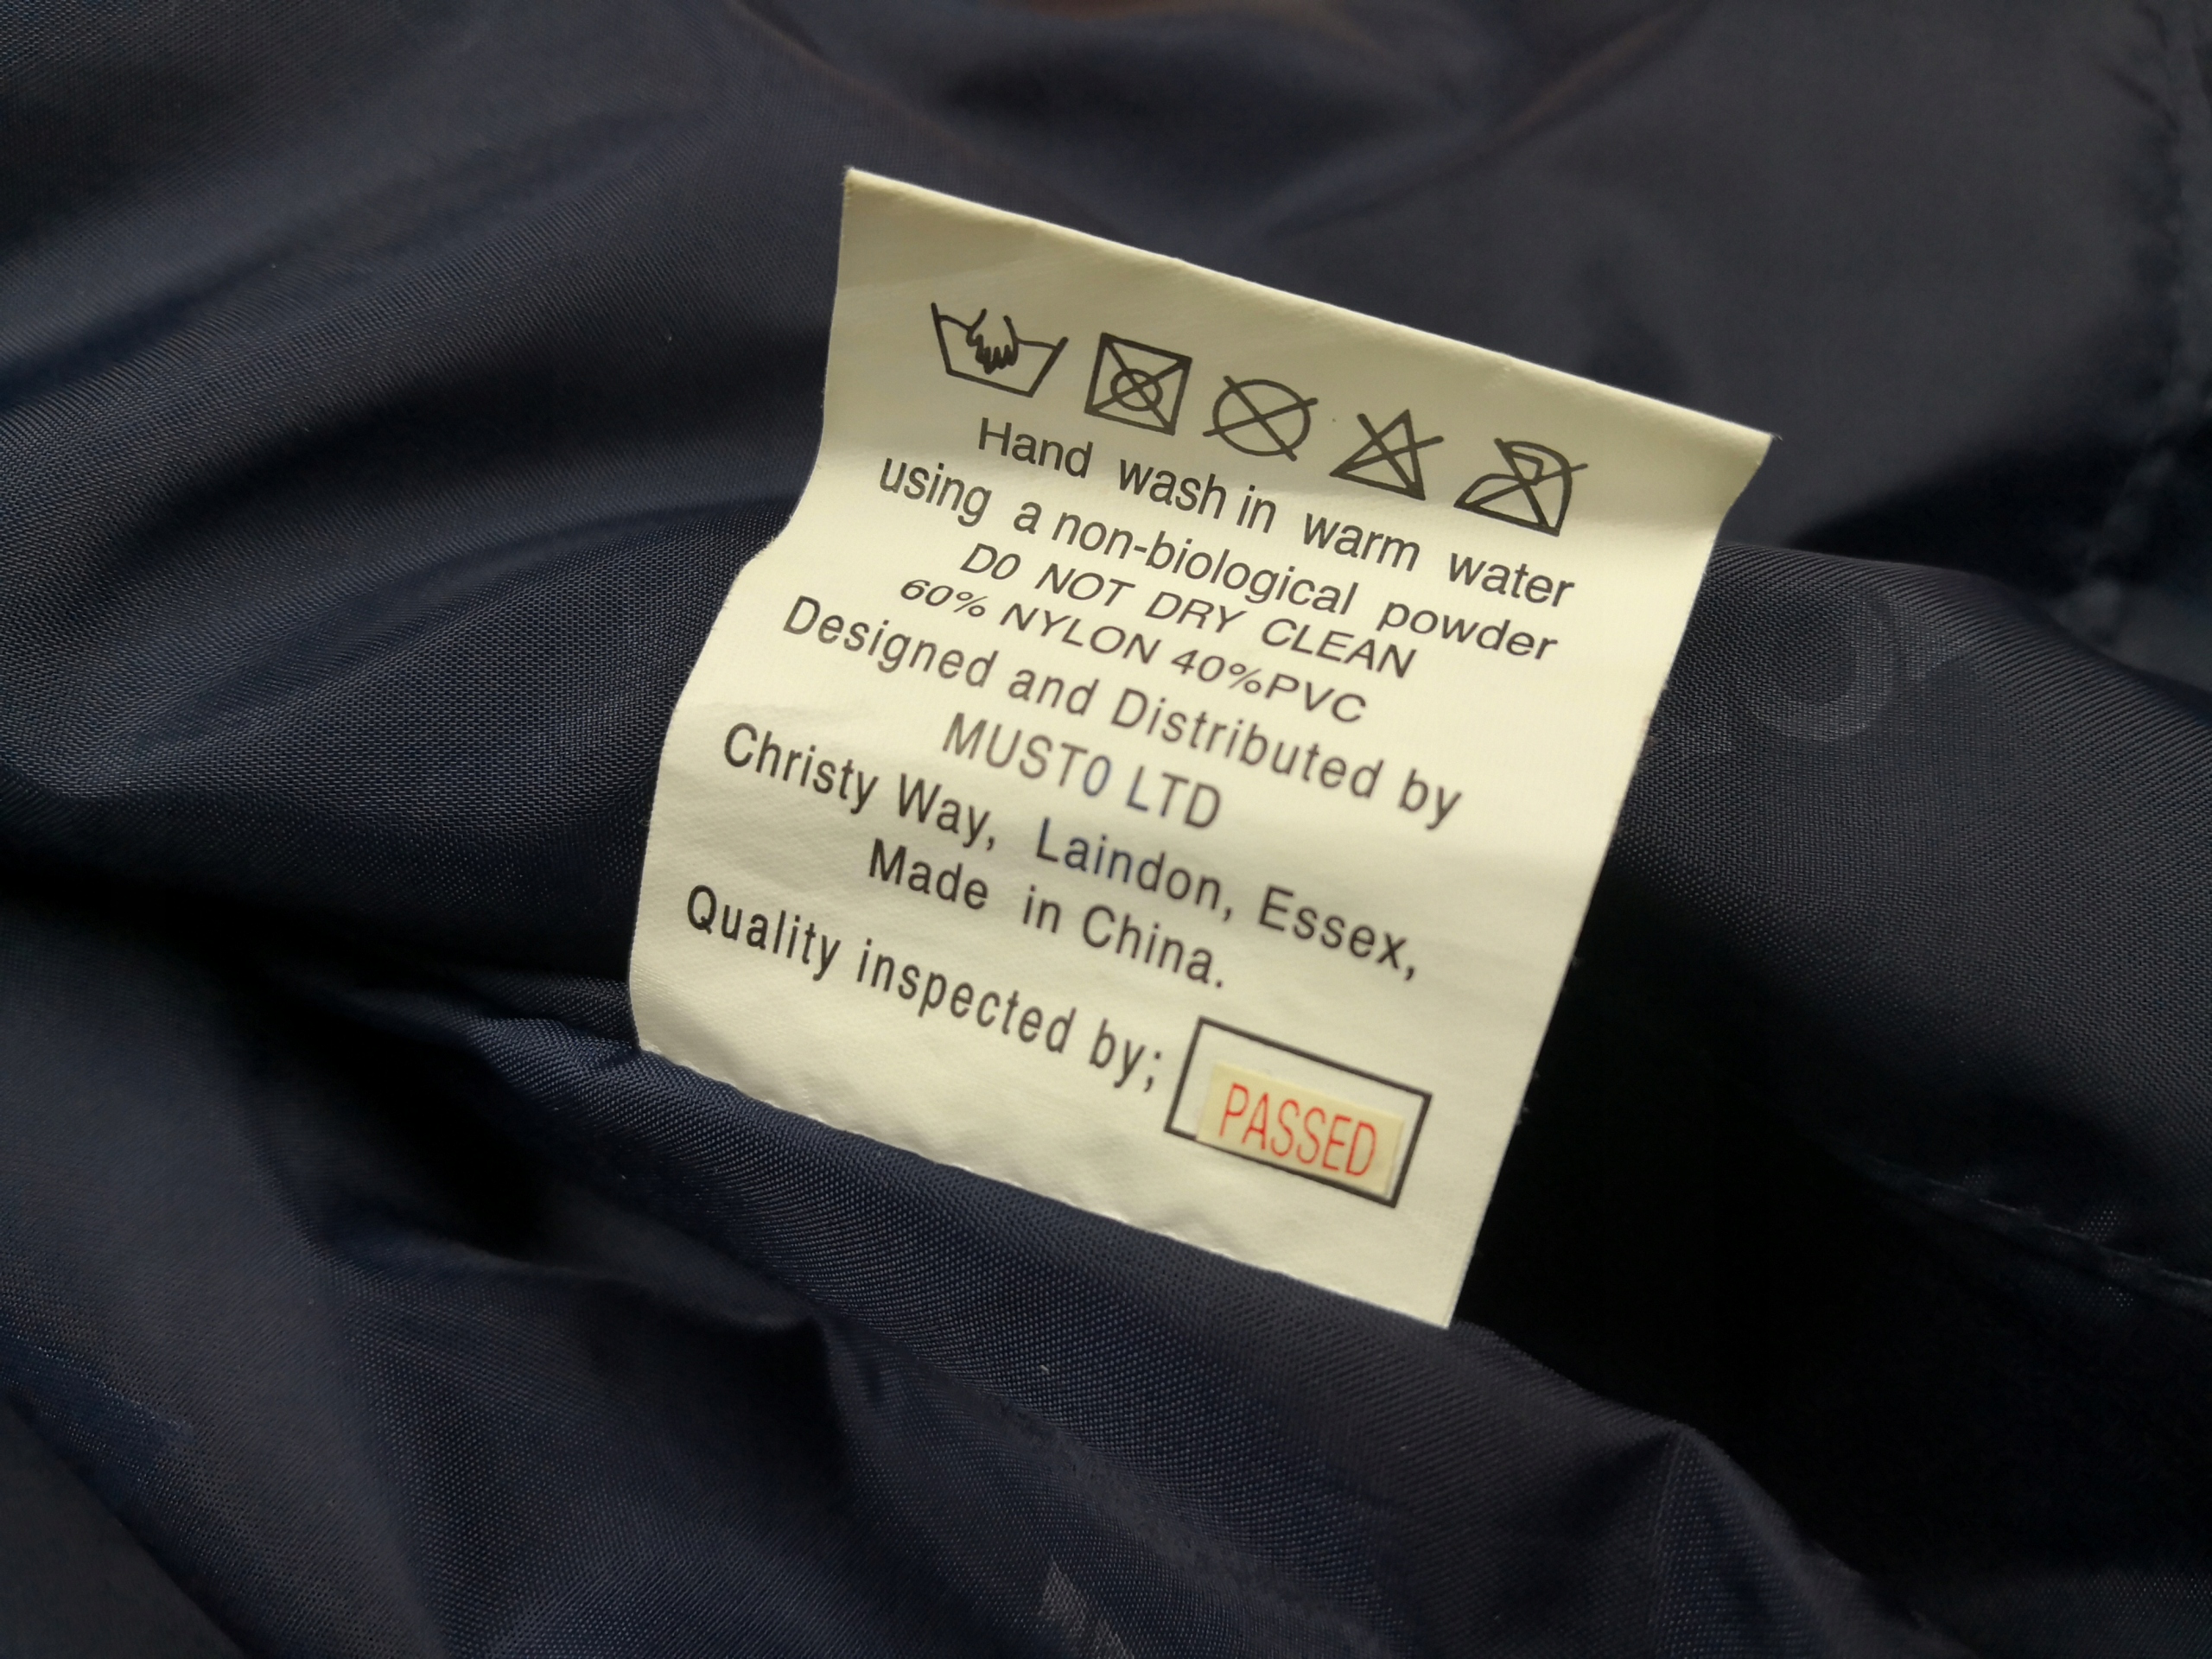 Hand wash in warm water
using a non-biological powder
D0 NOT DRY CLEAN
60% NYLON 40%PVC
Designed and Distributed by
MUST0 LTD
Christy Way, Laindon, Essex,
Made in China.
Quality inspected by; PASSED